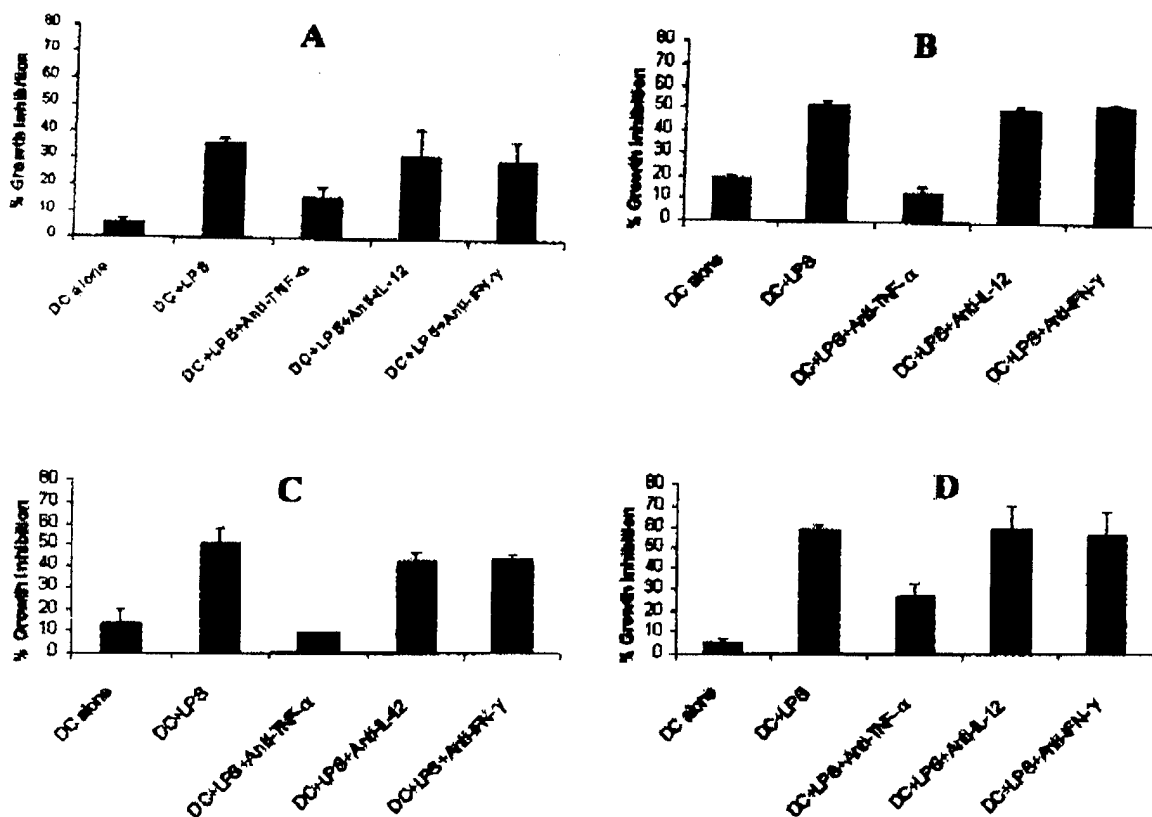 A
% Growth Inhibition
80
70
60
50
40
30
20
10
0
DC alone
DC+LPS
DC+LPS+Anti-TNF-α
DC+LPS+Anti-IL-12
DC+LPS+Anti-IFN-γ
B
% Growth Inhibition
80
70
60
50
40
30
20
10
0
DC alone
DC+LPS
DC+LPS+Anti-TNF-α
DC+LPS+Anti-IL-12
DC+LPS+Anti-IFN-γ
C
% Growth Inhibition
80
70
60
50
40
30
20
10
0
DC alone
DC+LPS
DC+LPS+Anti-TNF-α
DC+LPS+Anti-IL-12
DC+LPS+Anti-IFN-γ
D
% Growth Inhibition
80
70
60
50
40
30
20
10
0
DC alone
DC+LPS
DC+LPS+Anti-TNF-α
DC+LPS+Anti-IL-12
DC+LPS+Anti-IFN-γ